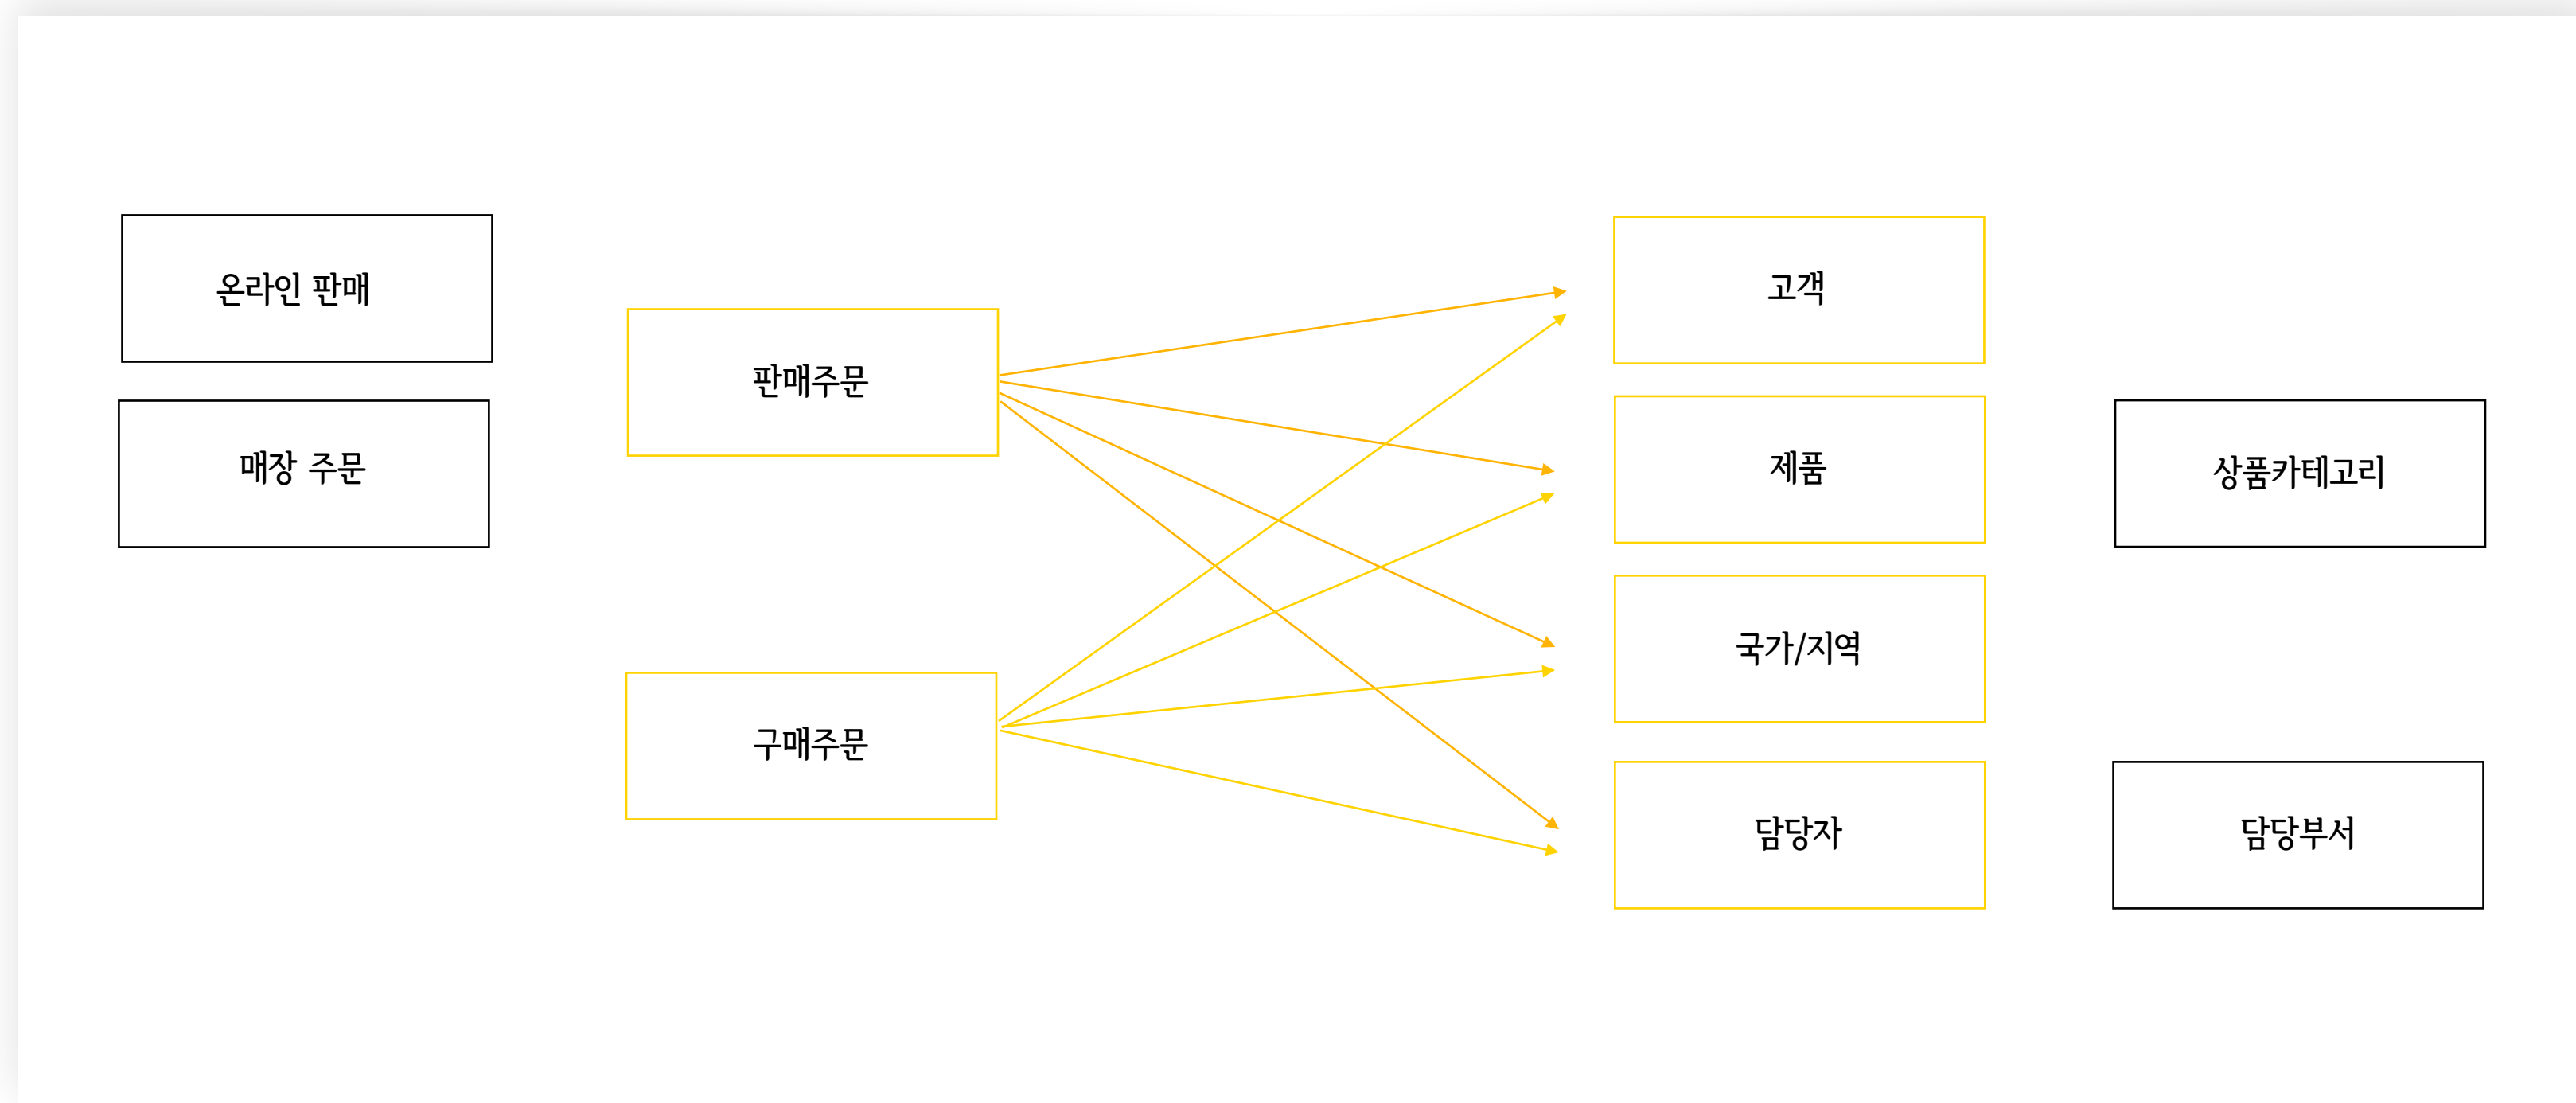 온라인 판매
매장 주문
판매주문
구매주문
고객
제품
국가/지역
담당자
상품카테고리
담당부서